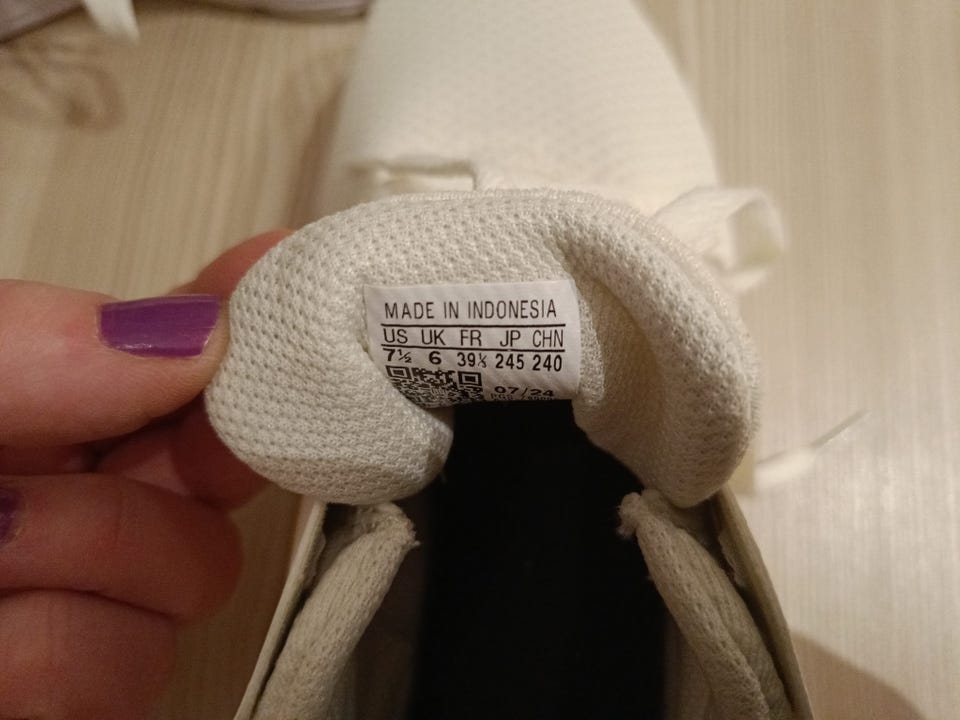 MADE IN INDONESIA
US UK FR JP CHN
7½ 6 39⅓ 245 240
07/24